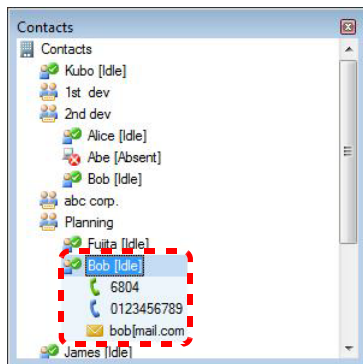 Contacts
Contacts
Kubo [Idle]
1st dev
2nd dev
Alice [Idle]
Abe [Absent]
Bob [Idle]
abc corp.
Planning
Fujita [Idle]
Bob [Idle]
6804
0123456789
bob[mail.com
James [Idle]